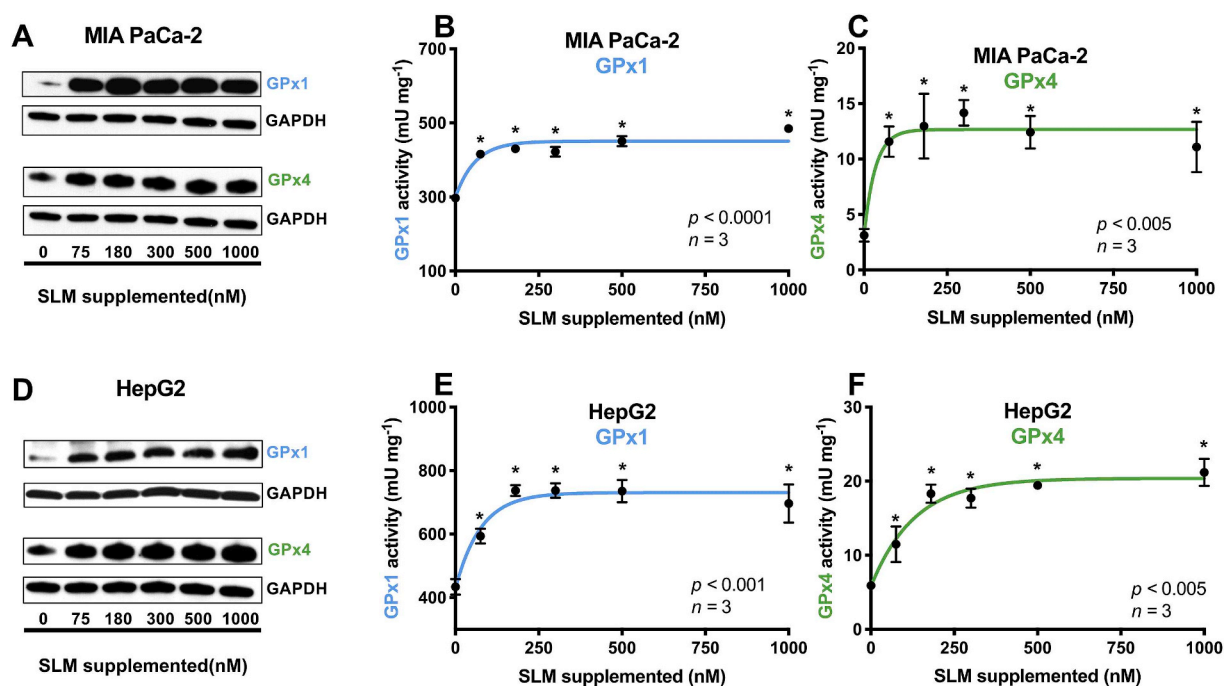 A
MIA PaCa-2
GPx1
GAPDH
GPx4
GAPDH
0 75 180 300 500 1000
SLM supplemented(nM)
B
MIA PaCa-2
GPx1
GPx1 activity (mU mg⁻¹)
700
500
300
100
* * * * *
p < 0.0001
n = 3
0 250 500 750 1000
SLM supplemented (nM)
C
MIA PaCa-2
GPx4
GPx4 activity (mU mg⁻¹)
20
15
10
5
0
* * * * *
p < 0.005
n = 3
0 250 500 750 1000
SLM supplemented (nM)
D
HepG2
GPx1
GAPDH
GPx4
GAPDH
0 75 180 300 500 1000
SLM supplemented(nM)
E
HepG2
GPx1
GPx1 activity (mU mg⁻¹)
1000
800
600
400
* * * * *
p < 0.001
n = 3
0 250 500 750 1000
SLM supplemented (nM)
F
HepG2
GPx4
GPx4 activity (mU mg⁻¹)
30
20
10
0
* * * * *
p < 0.005
n = 3
0 250 500 750 1000
SLM supplemented (nM)